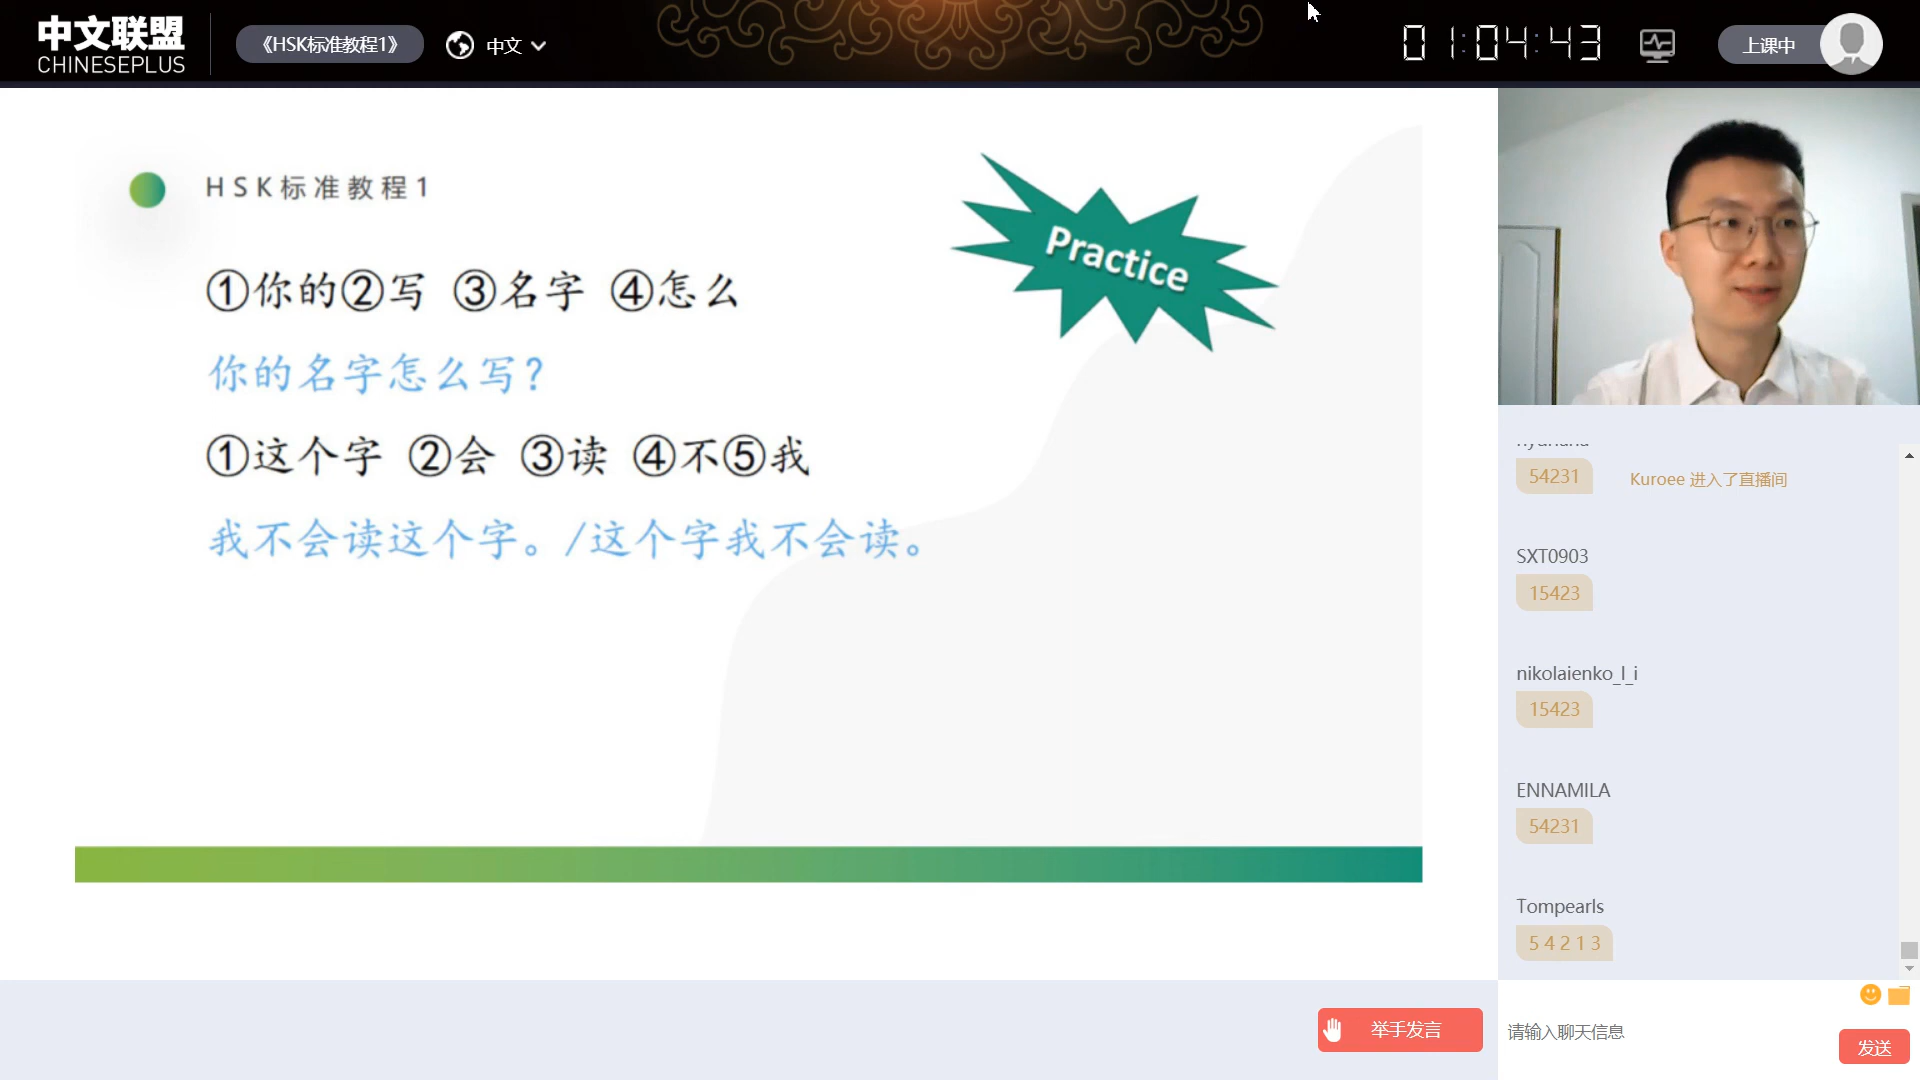 中文联盟
CHINESEPLUS
《HSK标准教程1》
中文
01:04:43
上课中
HSK标准教程1
Practice
①你的②写 ③名字 ④怎么
你的名字怎么写?
①这个字 ②会 ③读 ④不⑤我
我不会读这个字。/这个字我不会读。
54231
Kuroee 进入了直播间
SXT0903
15423
nikolaienko_l_i
15423
ENNAMILA
54231
Tompearls
5 4 2 1 3
举手发言
请输入聊天信息
发送